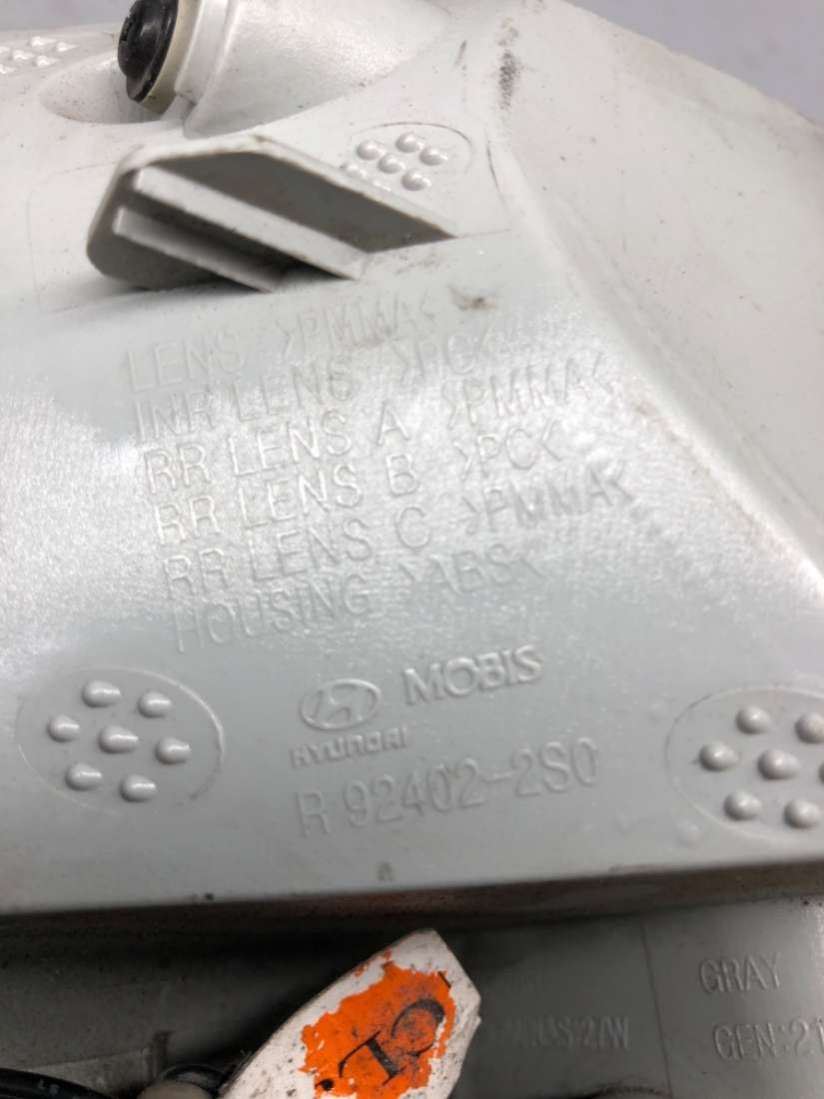 LENS >PMMA<
INR LENS >PC<
RR LENS A >PMMA<
RR LENS B >PC<
RR LENS C >PMMA<
HOUSING >ABS<
MOBIS
HYUNDAI
R 92402-2S0
GRAY